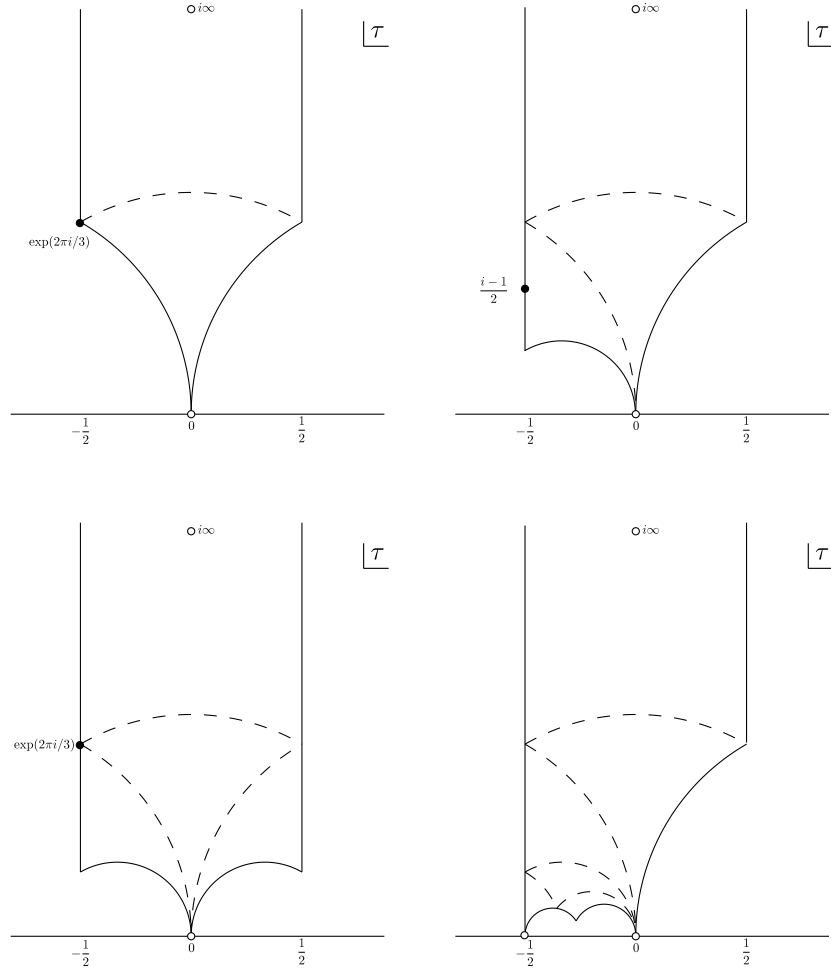 i∞
τ
exp(2πi/3)
−1/2
0
1/2
i∞
τ
i−1/2
−1/2
0
1/2
i∞
τ
exp(2πi/3)
−1/2
0
1/2
i∞
τ
−1/2
0
1/2